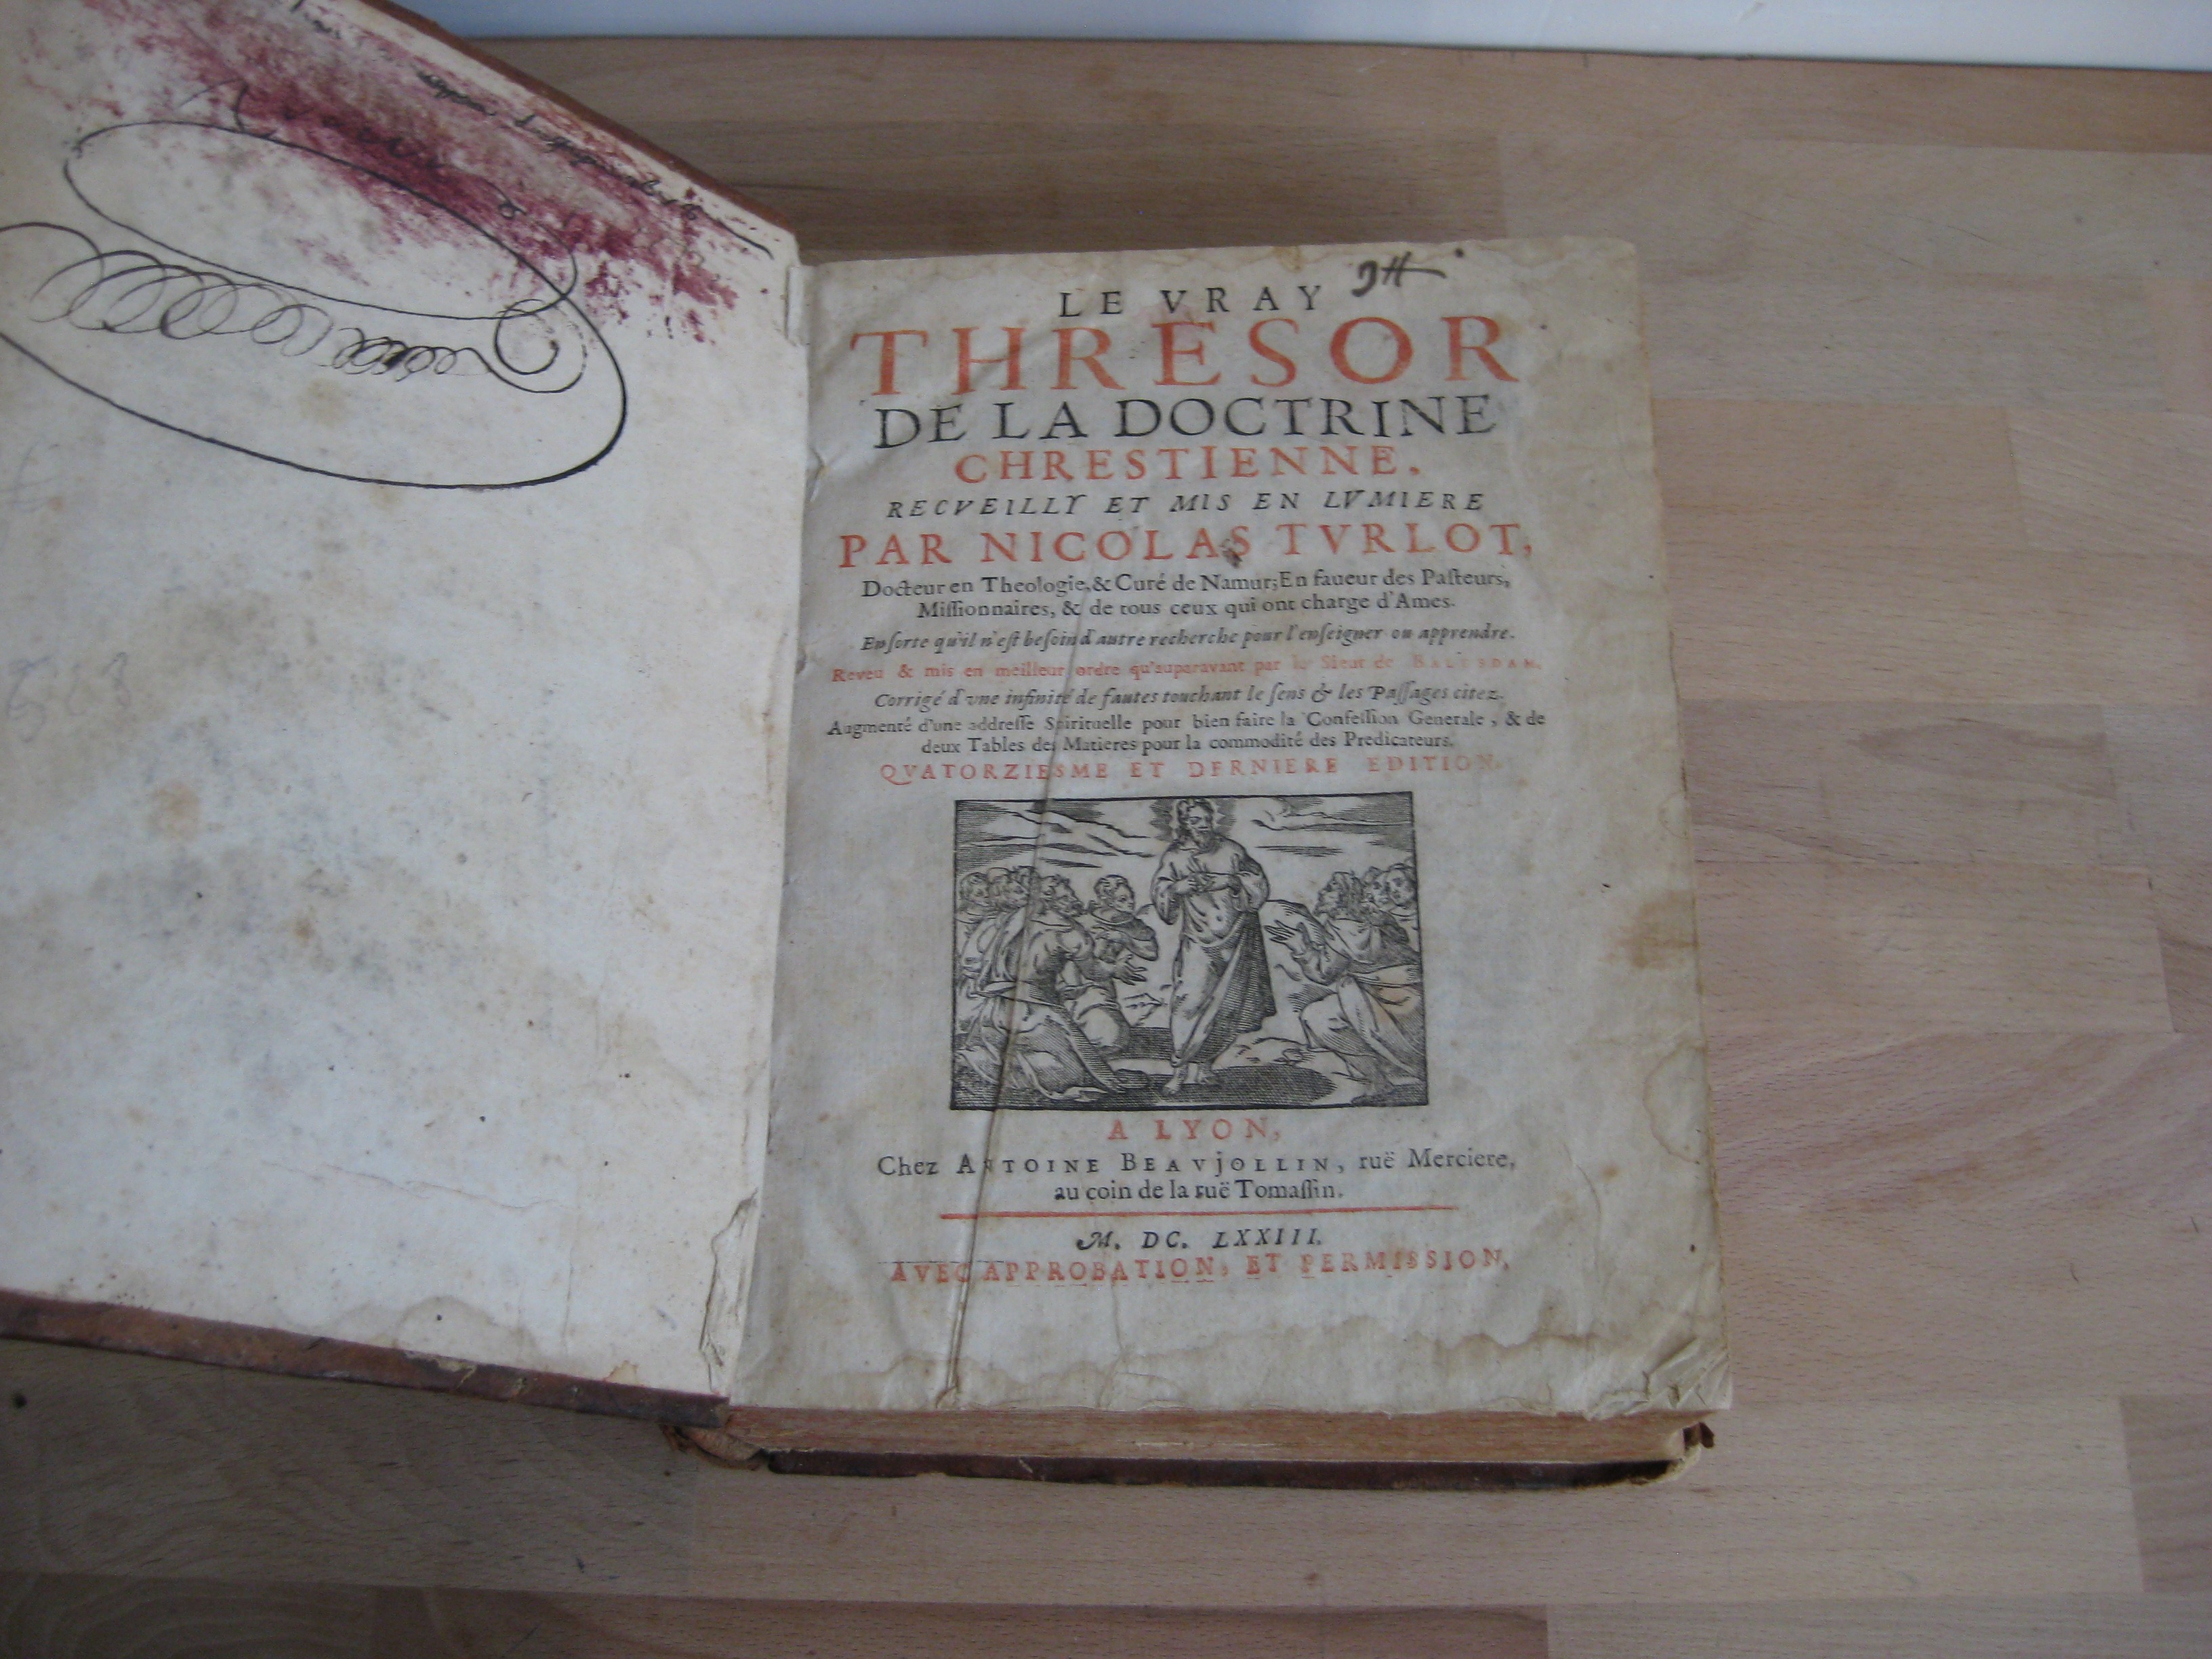 LE VRAY
THRESOR
DE LA DOCTRINE
CHRESTIENNE,
RECVEILLY ET MIS EN LVMIERE
PAR NICOLAS TVRLOT,
Docteur en Theologie, & Curé de Namur; En faueur des Paſteurs,
Miſſionnaires, & de tous ceux qui ont charge d'Ames.
Enſorte qu'il n'eſt beſoin d'autre recherche pour l'enſeigner ou apprendre.
Reveu & mis en meilleur ordre qu'auparavant par le Sieur de BALESDAM,
Corrigé d'vne infinité de fautes touchant le ſens & les Paſſages citez.
Augmenté d'une addreſſe Spirituelle pour bien faire la Confeſſion Generale, & de
deux Tables des Matieres pour la commodité des Predicateurs.
QVATORZIESME ET DERNIERE EDITION.
A LYON,
Chez ANTOINE BEAVjOLLIN, ruë Merciere,
au coin de la ruë Tomaſſin.
M. DC. LXXIII.
AVEC APPROBATION, ET PERMISSION.